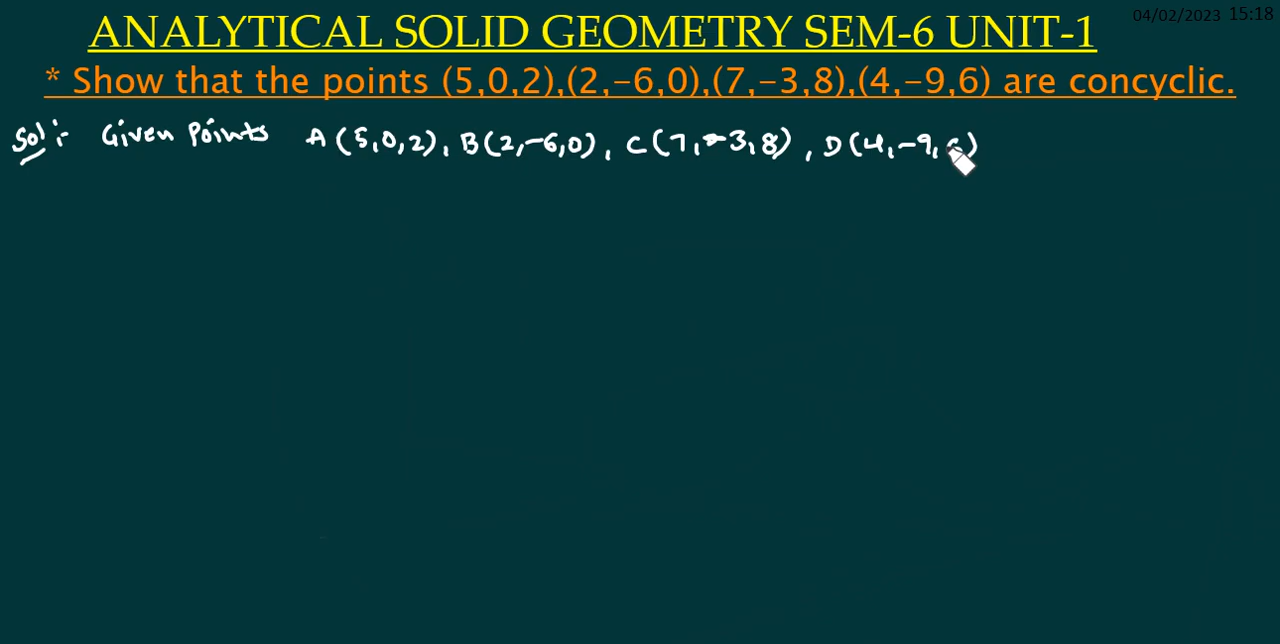 04/02/2023 15:18
ANALYTICAL SOLID GEOMETRY SEM-6 UNIT-1
* Show that the points (5,0,2),(2,−6,0),(7,−3,8),(4,−9,6) are concyclic.
Sol:- Given Points A(5,0,2), B(2,-6,0), C(7,-3,8), D(4,-9,6)